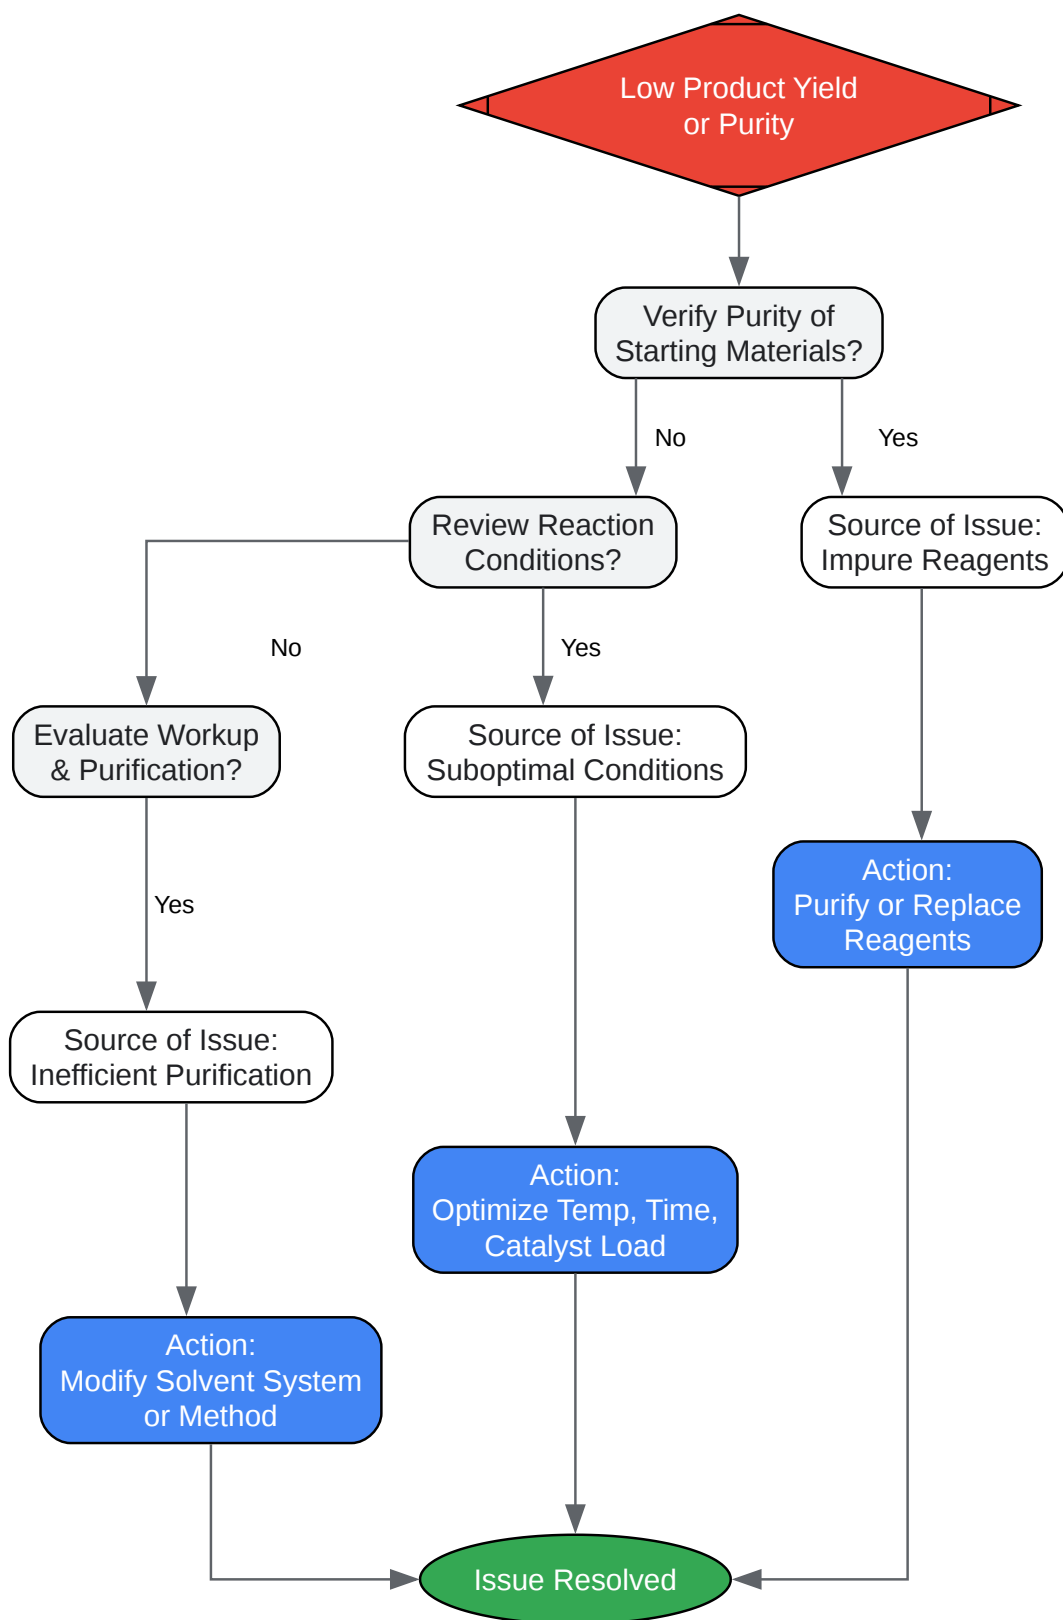 Low Product Yield
or Purity
Verify Purity of
Starting Materials?
No
Yes
Review Reaction
Conditions?
Source of Issue:
Impure Reagents
No
Yes
Evaluate Workup
& Purification?
Source of Issue:
Suboptimal Conditions
Action:
Purify or Replace
Reagents
Yes
Source of Issue:
Inefficient Purification
Action:
Optimize Temp, Time,
Catalyst Load
Action:
Modify Solvent System
or Method
Issue Resolved